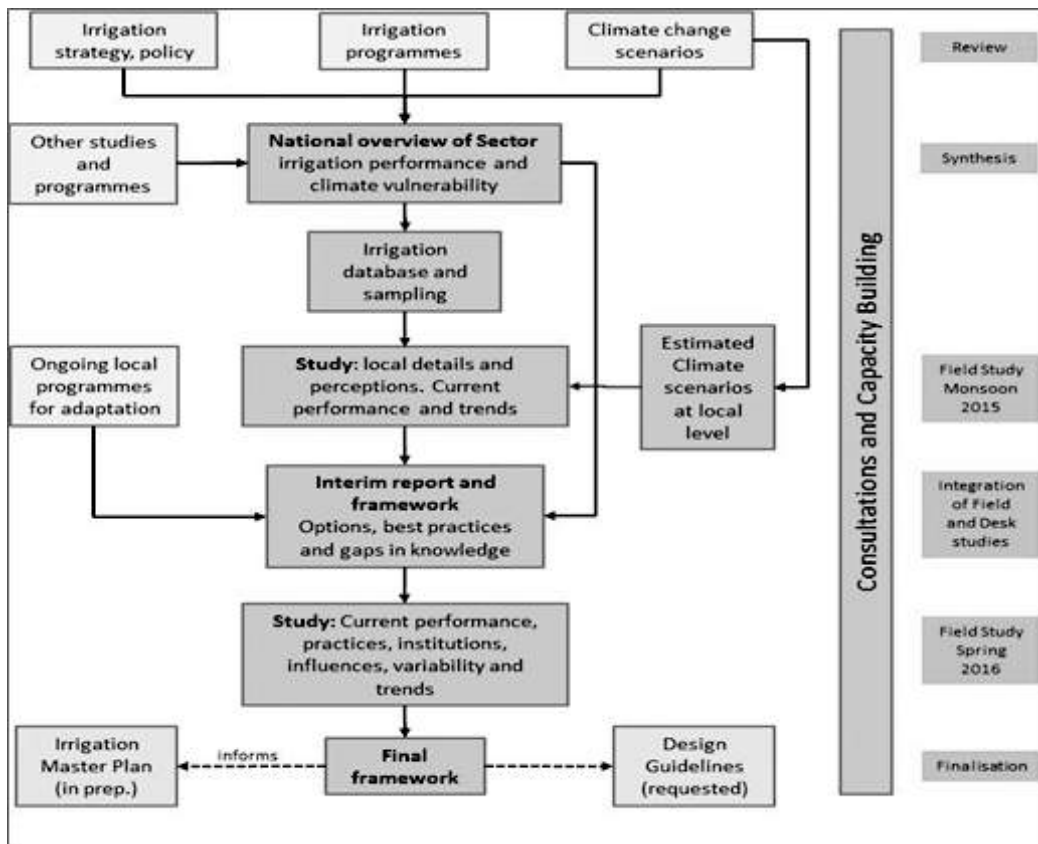 Irrigation
strategy, policy
Irrigation
programmes
Climate change
scenarios
Review
Other studies
and
programmes
National overview of Sector
irrigation performance and
climate vulnerability
Synthesis
Irrigation
database and
sampling
Ongoing local
programmes
for adaptation
Study: local details and
perceptions. Current
performance and trends
Estimated
Climate
scenarios
at local
level
Field Study
Monsoon
2015
Interim report and
framework
Options, best practices
and gaps in knowledge
Integration
of Field
and Desk
studies
Study: Current performance,
practices, institutions,
influences, variability and
trends
Field Study
Spring
2016
Irrigation
Master Plan
(in prep.)
informs
Final
framework
Design
Guidelines
(requested)
Finalisation
Consultations and Capacity Building